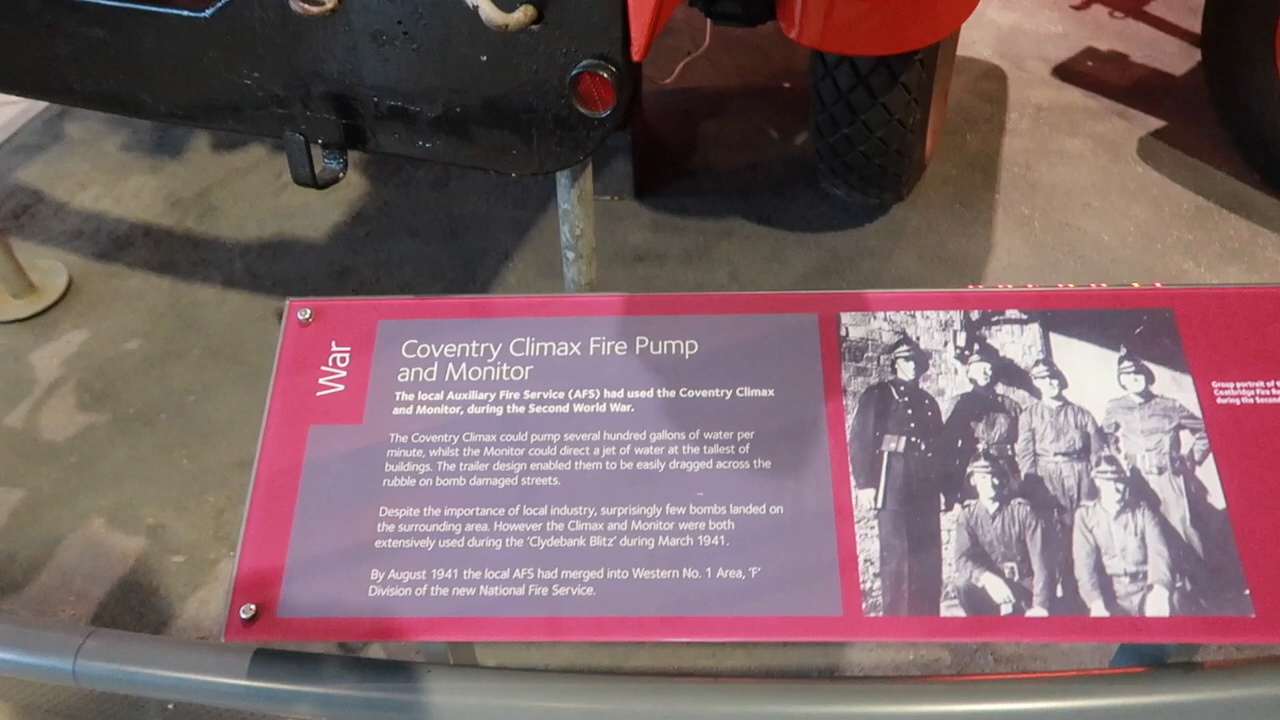 War
Coventry Climax Fire Pump
and Monitor
The local Auxiliary Fire Service (AFS) had used the Coventry Climax
and Monitor, during the Second World War.
The Coventry Climax could pump several hundred gallons of water per
minute, whilst the Monitor could direct a jet of water at the tallest of
buildings. The trailer design enabled them to be easily dragged across the
rubble on bomb damaged streets.
Despite the importance of local industry, surprisingly few bombs landed on
the surrounding area. However the Climax and Monitor were both
extensively used during the 'Clydebank Blitz' during March 1941.
By August 1941 the local AFS had merged into Western No. 1 Area, 'F'
Division of the new National Fire Service.
Group portrait of
Coatbridge Fire
during the Second